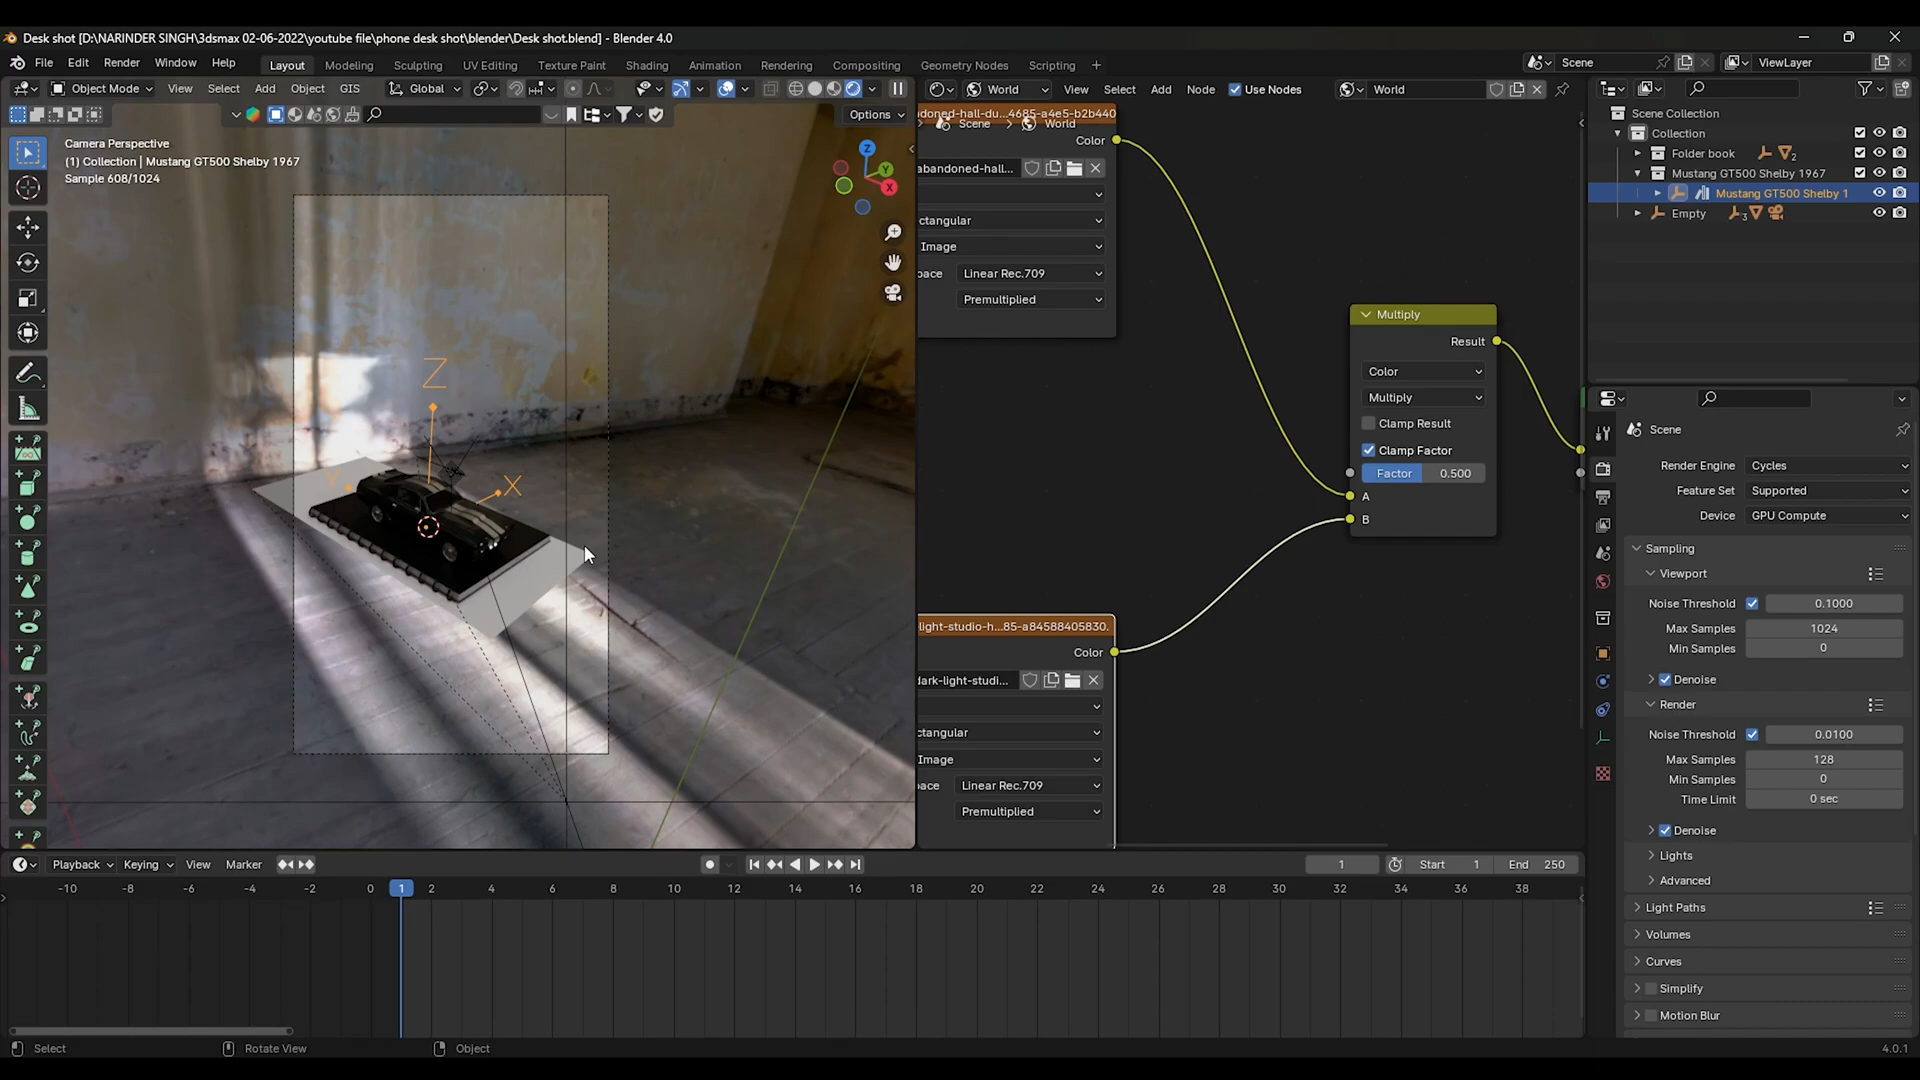 Desk shot [D:\NARINDER SINGH\3dsmax 02-06-2022\youtube file\phone desk shot\blender\Desk shot.blend] - Blender 4.0
File Edit Render Window Help Layout Modeling Sculpting UV Editing Texture Paint Shading Animation Rendering Compositing Geometry Nodes Scripting + Scene ViewLayer
Object Mode View Select Add Object GIS Global World View Select Add Node Use Nodes World
Options
Camera Perspective
(1) Collection | Mustang GT500 Shelby 1967
Sample 608/1024
Z
Y
X
Z
Y
X
doned-hall-du...4685-a4e5-b2b440
Scene > World
Color
abandoned-hall...
ctangular
Image
pace Linear Rec.709
Premultiplied
Multiply
Result
Color
Multiply
Clamp Result
Clamp Factor
Factor 0.500
A
B
light-studio-h...85-a84588405830.
Color
dark-light-studi...
ctangular
Image
pace Linear Rec.709
Premultiplied
Scene Collection
Collection
Folder book 2
Mustang GT500 Shelby 1967
Mustang GT500 Shelby 1
Empty 3
Scene
Render Engine Cycles
Feature Set Supported
Device GPU Compute
Sampling
Viewport
Noise Threshold 0.1000
Max Samples 1024
Min Samples 0
Denoise
Render
Noise Threshold 0.0100
Max Samples 128
Min Samples 0
Time Limit 0 sec
Denoise
Lights
Advanced
Light Paths
Volumes
Curves
Simplify
Motion Blur
Playback Keying View Marker 1 Start 1 End 250
-10 -8 -6 -4 -2 0 1 2 4 6 8 10 12 14 16 18 20 22 24 26 28 30 32 34 36 38
Select Rotate View Object 4.0.1